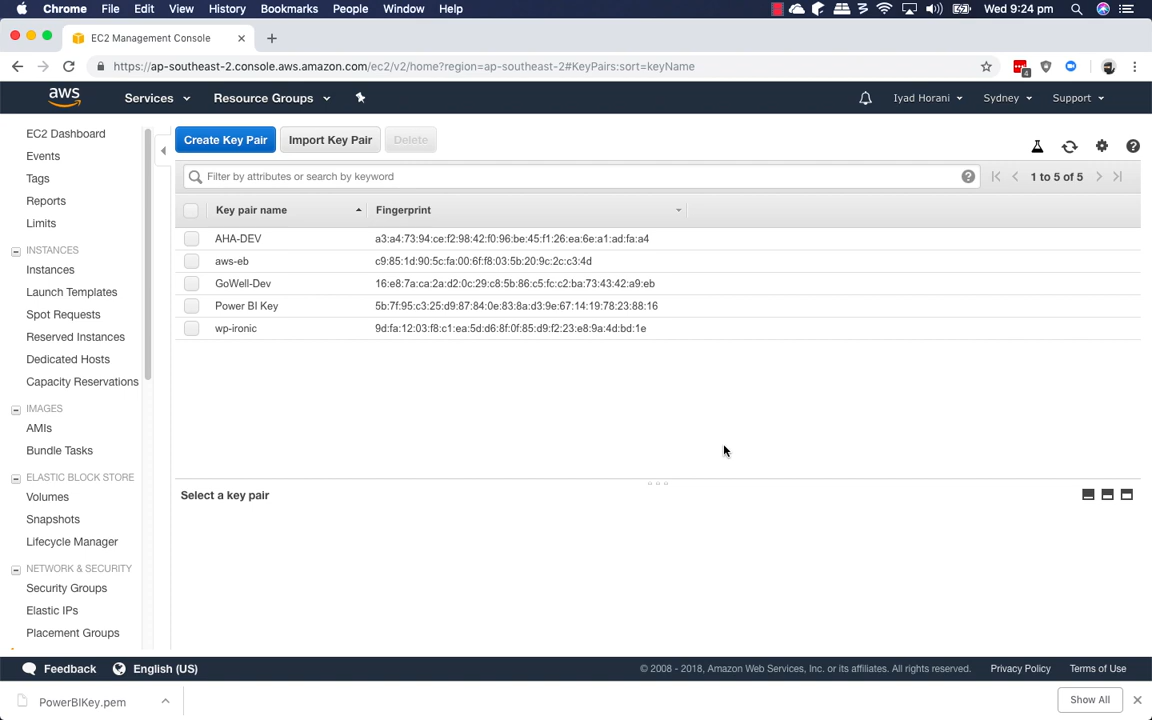 Chrome File Edit View History Bookmarks People Window Help Wed 9:24 pm
EC2 Management Console
https://ap-southeast-2.console.aws.amazon.com/ec2/v2/home?region=ap-southeast-2#KeyPairs:sort=keyName 4
aws Services Resource Groups Iyad Horani Sydney Support
EC2 Dashboard
Events
Tags
Reports
Limits
INSTANCES
Instances
Launch Templates
Spot Requests
Reserved Instances
Dedicated Hosts
Capacity Reservations
IMAGES
AMIs
Bundle Tasks
ELASTIC BLOCK STORE
Volumes
Snapshots
Lifecycle Manager
NETWORK & SECURITY
Security Groups
Elastic IPs
Placement Groups
Create Key Pair Import Key Pair Delete
Filter by attributes or search by keyword 1 to 5 of 5
Key pair name Fingerprint
AHA-DEV a3:a4:73:94:ce:f2:98:42:f0:96:be:45:f1:26:ea:6e:a1:ad:fa:a4
aws-eb c9:85:1d:90:5c:fa:00:6f:f8:03:5b:20:9c:2c:c3:4d
GoWell-Dev 16:e8:7a:ca:2a:d2:0c:29:c8:5b:86:c5:fc:c2:ba:73:43:42:a9:eb
Power BI Key 5b:7f:95:c3:25:d9:87:84:0e:83:8a:d3:9e:67:14:19:78:23:88:16
wp-ironic 9d:fa:12:03:f8:c1:ea:5d:d6:8f:0f:85:d9:f2:23:e8:9a:4d:bd:1e
Select a key pair
Feedback English (US) © 2008 - 2018, Amazon Web Services, Inc. or its affiliates. All rights reserved. Privacy Policy Terms of Use
PowerBIKey.pem Show All